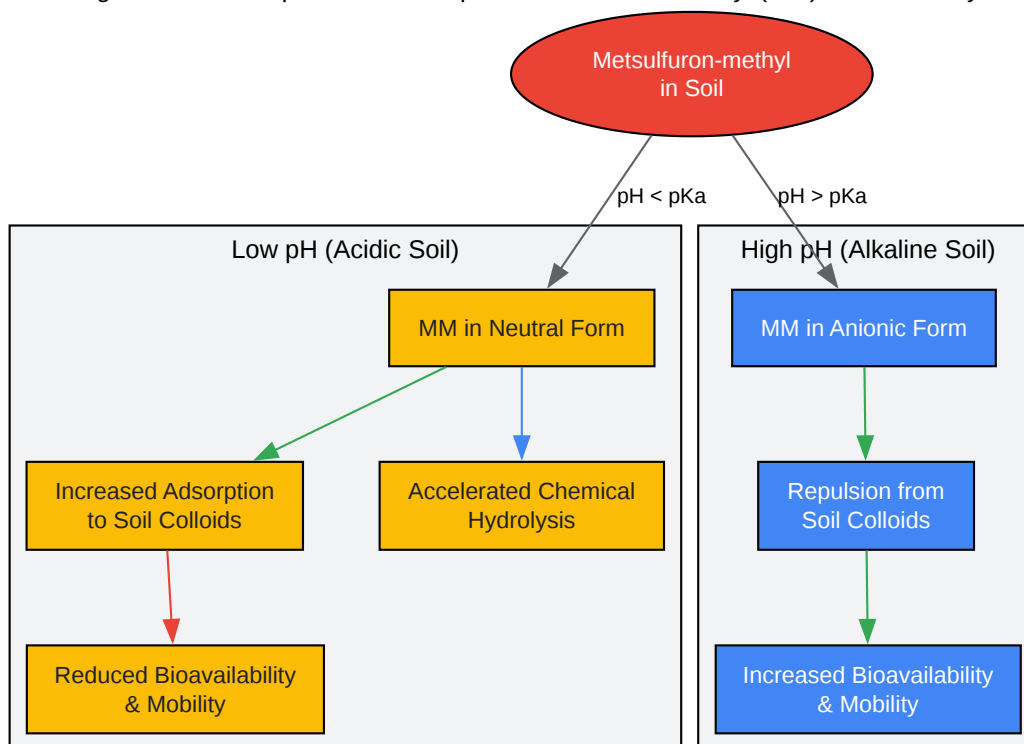 Metsulfuron-methyl
in Soil
pH < pKa
pH > pKa
Low pH (Acidic Soil)
High pH (Alkaline Soil)
MM in Neutral Form
MM in Anionic Form
Increased Adsorption
to Soil Colloids
Accelerated Chemical
Hydrolysis
Repulsion from
Soil Colloids
Reduced Bioavailability
& Mobility
Increased Bioavailability
& Mobility